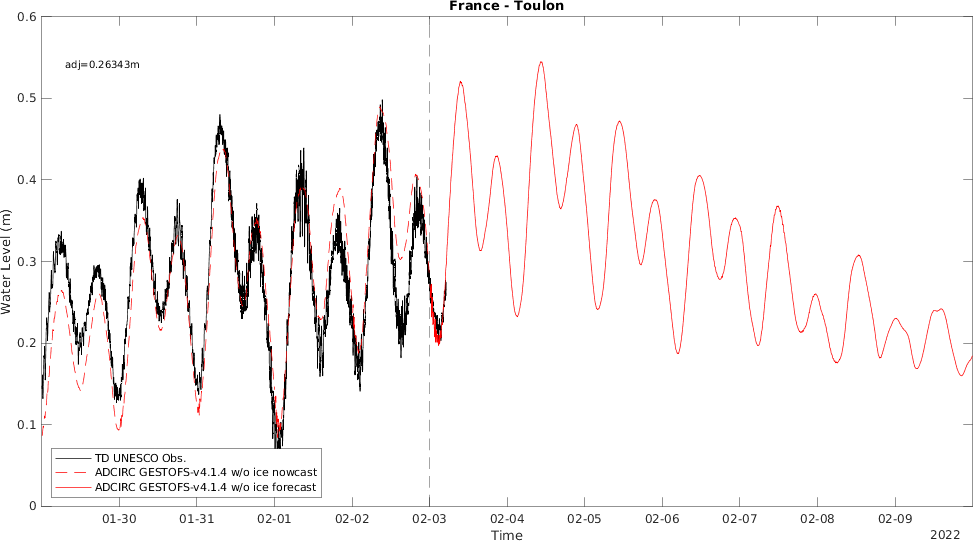 France - Toulon
0.6
adj=0.26343m
0.5
0.4
0.3
0.2
0.1
0
Water Level (m)
TD UNESCO Obs.
ADCIRC GESTOFS-v4.1.4 w/o ice nowcast
ADCIRC GESTOFS-v4.1.4 w/o ice forecast
01-30 01-31 02-01 02-02 02-03 02-04 02-05 02-06 02-07 02-08 02-09
Time
2022